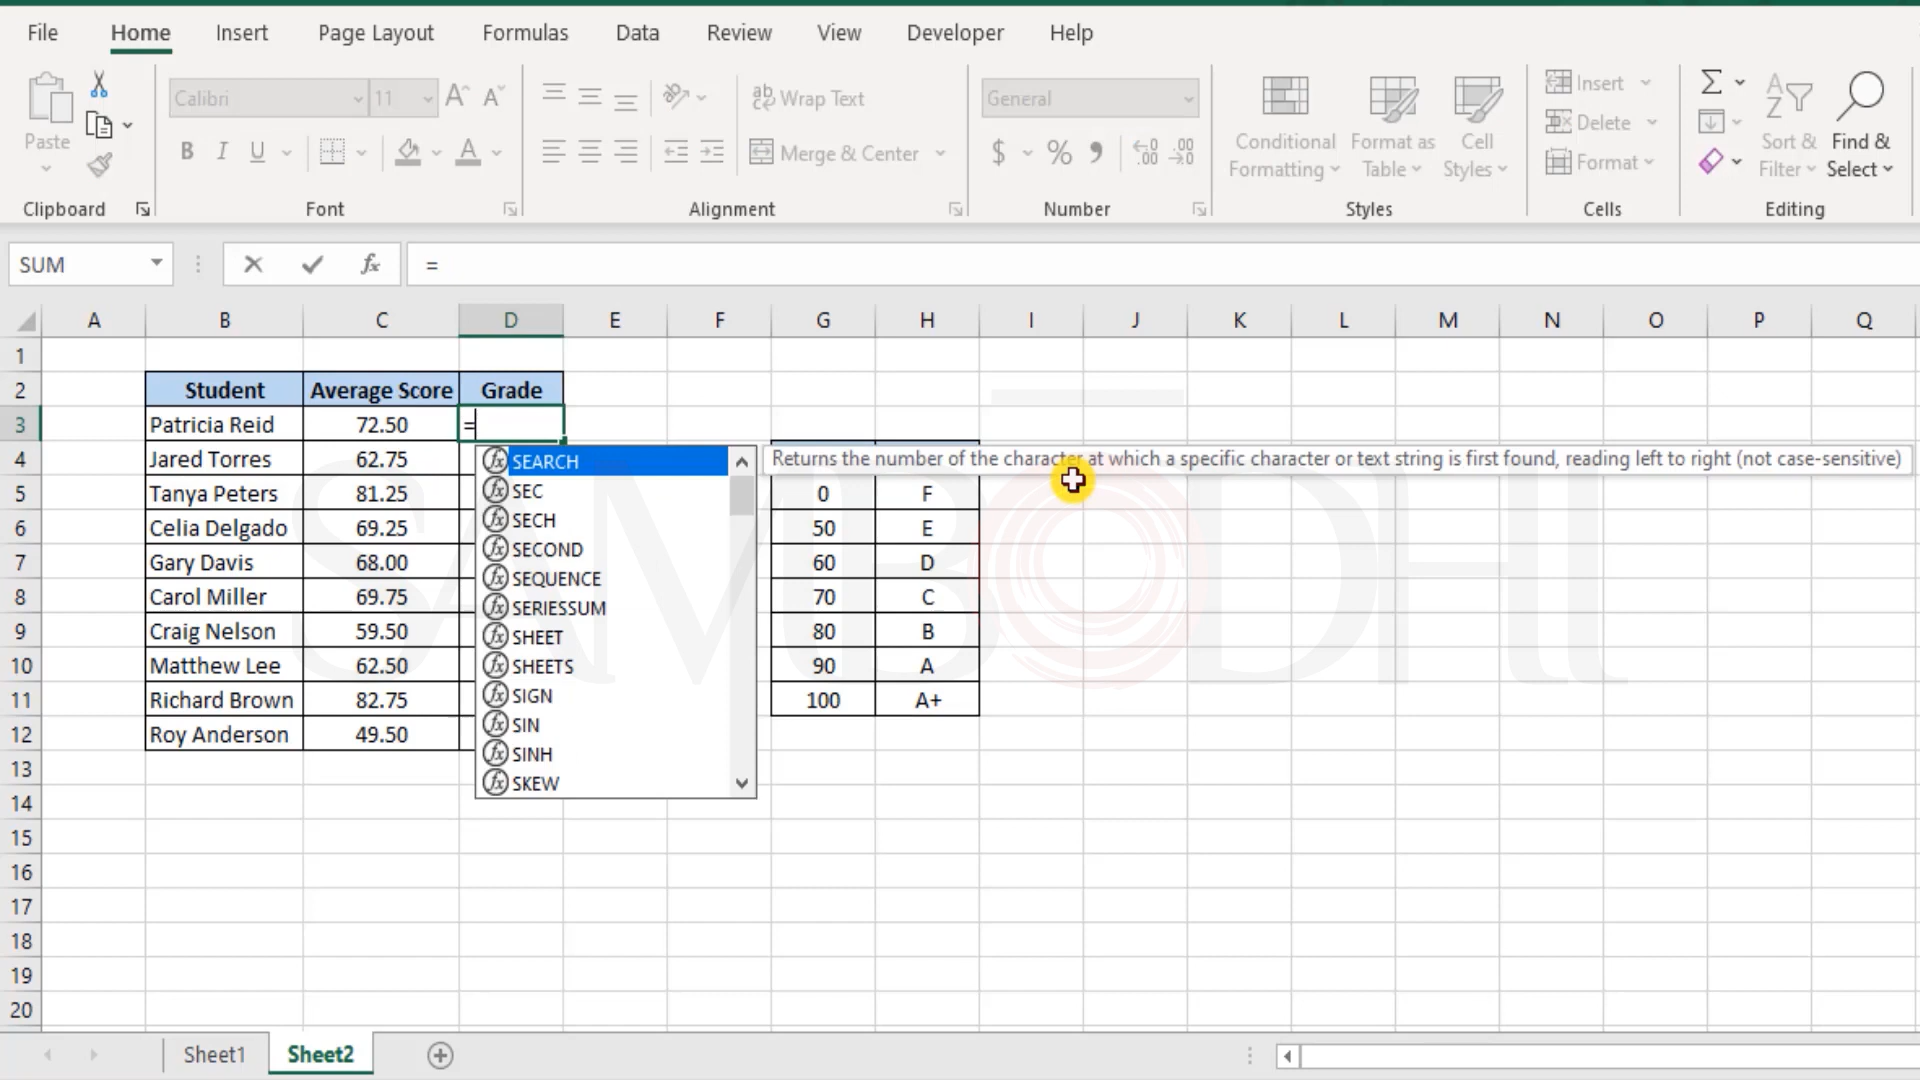 File Home Insert Page Layout Formulas Data Review View Developer Help
Paste
Calibri 11
B I U
Wrap Text
Merge & Center
General
$ % ,
Conditional Formatting
Format as Table
Cell Styles
Insert
Delete
Format
Sort & Filter
Find & Select
Clipboard Font Alignment Number Styles Cells Editing
SUM fx =
A B C D E F G H I J K L M N O P Q
1
2 Student Average Score Grade
3 Patricia Reid 72.50 =
4 Jared Torres 62.75
5 Tanya Peters 81.25 0 F
6 Celia Delgado 69.25 50 E
7 Gary Davis 68.00 60 D
8 Carol Miller 69.75 70 C
9 Craig Nelson 59.50 80 B
10 Matthew Lee 62.50 90 A
11 Richard Brown 82.75 100 A+
12 Roy Anderson 49.50
13
14
15
16
17
18
19
20
SEARCH
SEC
SECH
SECOND
SEQUENCE
SERIESSUM
SHEET
SHEETS
SIGN
SIN
SINH
SKEW
Returns the number of the character at which a specific character or text string is first found, reading left to right (not case-sensitive)
SAMBODHI
Sheet1 Sheet2